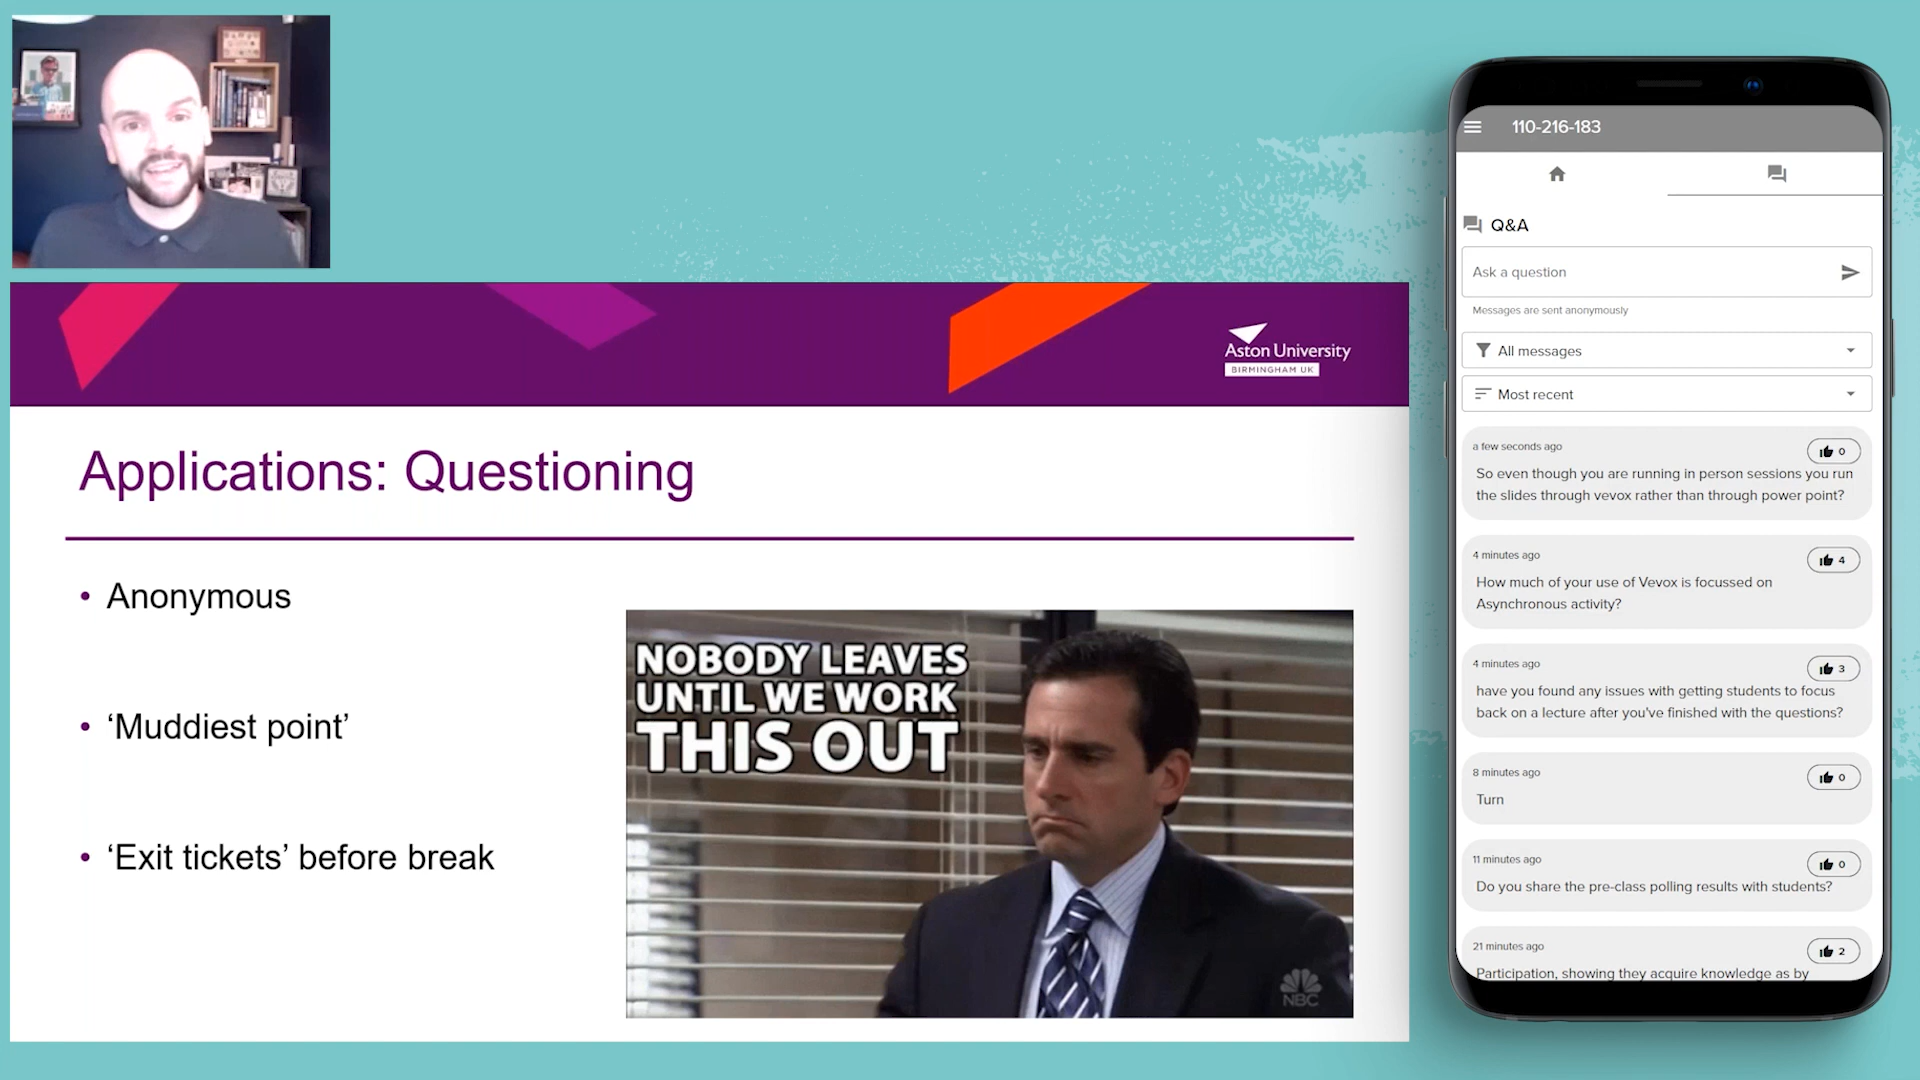 Aston University
BIRMINGHAM UK
Applications: Questioning
• Anonymous
• ‘Muddiest point’
• ‘Exit tickets’ before break
NOBODY LEAVES
UNTIL WE WORK
THIS OUT
NBC
110-216-183
Q&A
Ask a question
Messages are sent anonymously
All messages
Most recent
a few seconds ago
0
So even though you are running in person sessions you run
the slides through vevox rather than through power point?
4 minutes ago
4
How much of your use of Vevox is focussed on
Asynchronous activity?
4 minutes ago
3
have you found any issues with getting students to focus
back on a lecture after you've finished with the questions?
8 minutes ago
0
Turn
11 minutes ago
0
Do you share the pre-class polling results with students?
21 minutes ago
2
Participation, showing they acquire knowledge as by